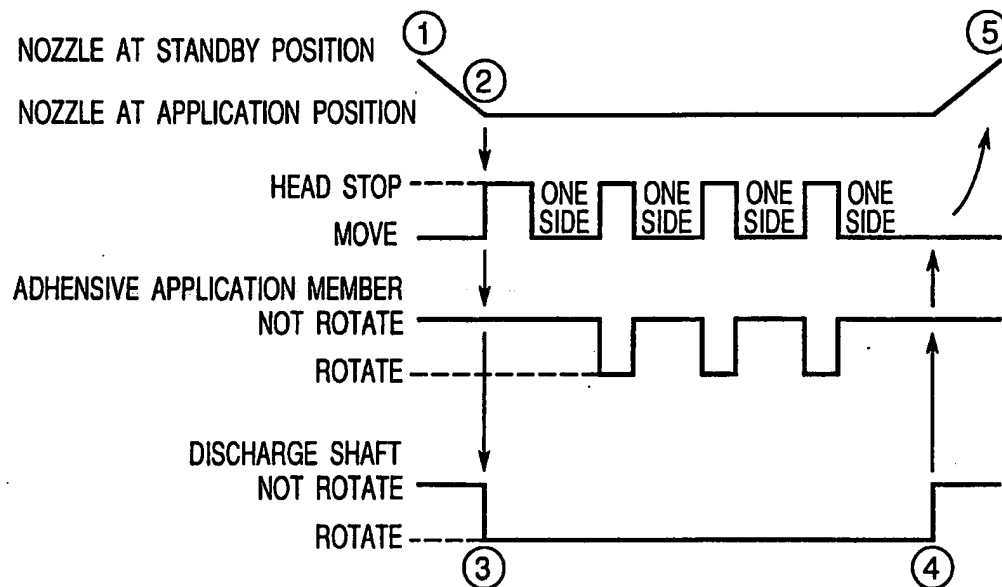 ① ⑤
NOZZLE AT STANDBY POSITION
②
NOZZLE AT APPLICATION POSITION
HEAD STOP
ONE SIDE ONE SIDE ONE SIDE ONE SIDE
MOVE
ADHENSIVE APPLICATION MEMBER
NOT ROTATE
ROTATE
DISCHARGE SHAFT
NOT ROTATE
ROTATE
③ ④